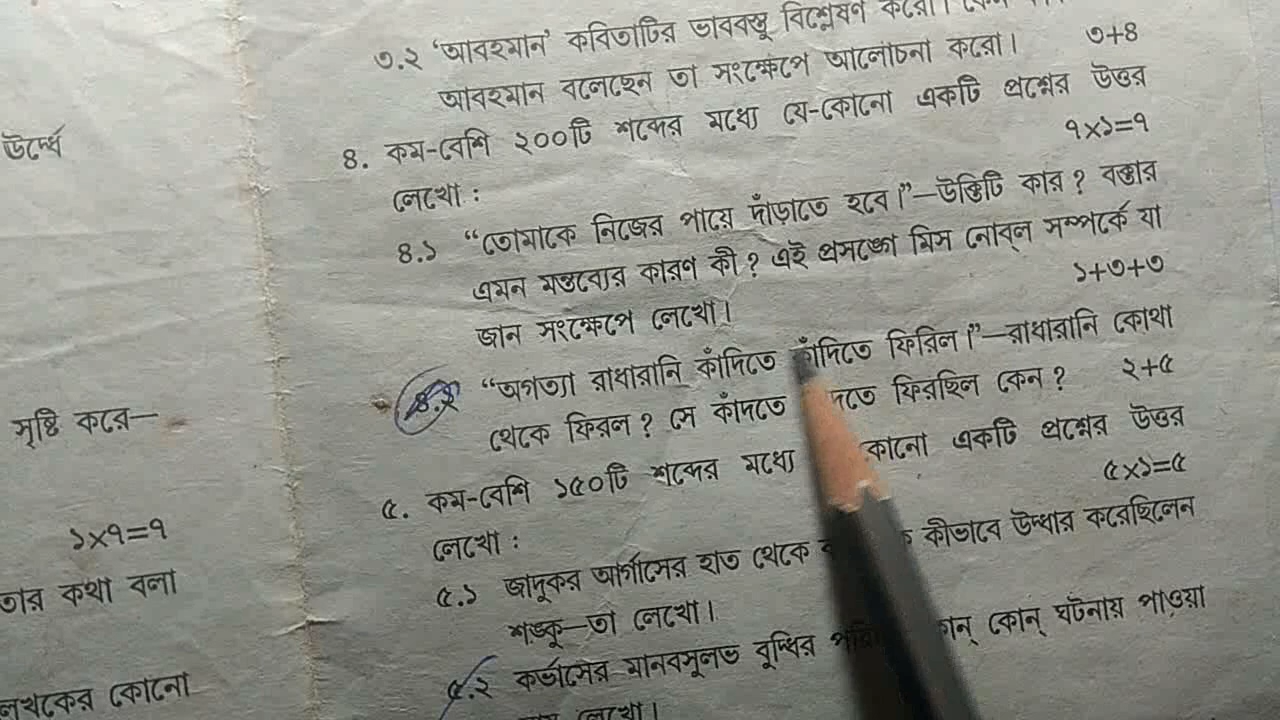 ৩.২ ‘আবহমান’ কবিতাটির ভাববস্তু বিশ্লেষণ করো।
আবহমান বলেছেন তা সংক্ষেপে আলোচনা করো। ৩+৪
৪. কম-বেশি ২০০টি শব্দের মধ্যে যে-কোনো একটি প্রশ্নের উত্তর
লেখো : ৭×১=৭
৪.১ “তোমাকে নিজের পায়ে দাঁড়াতে হবে।”—উক্তিটি কার? বক্তার
এমন মন্তব্যের কারণ কী? এই প্রসঙ্গে মিস নোব্‌ল সম্পর্কে যা
জান সংক্ষেপে লেখো। ১+৩+৩
৪.২ “অগত্যা রাধারানি কাঁদিতে কাঁদিতে ফিরিল।”—রাধারানি কোথা
থেকে ফিরল? সে কাঁদতে দতে ফিরছিল কেন? ২+৫
৫. কম-বেশি ১৫০টি শব্দের মধ্যে কোনো একটি প্রশ্নের উত্তর
লেখো : ৫×১=৫
৫.১ জাদুকর আর্গাসের হাত থেকে কীভাবে উদ্ধার করেছিলেন
শঙ্কু—তা লেখো।
৫.২ কর্ভাসের মানবসুলভ বুদ্ধির কোন্ কোন্ ঘটনায় পাওয়া
লেখো।
ঊর্দ্ধে
সৃষ্টি করে—
১×৭=৭
তার কথা বলা
লেখকের কোনো